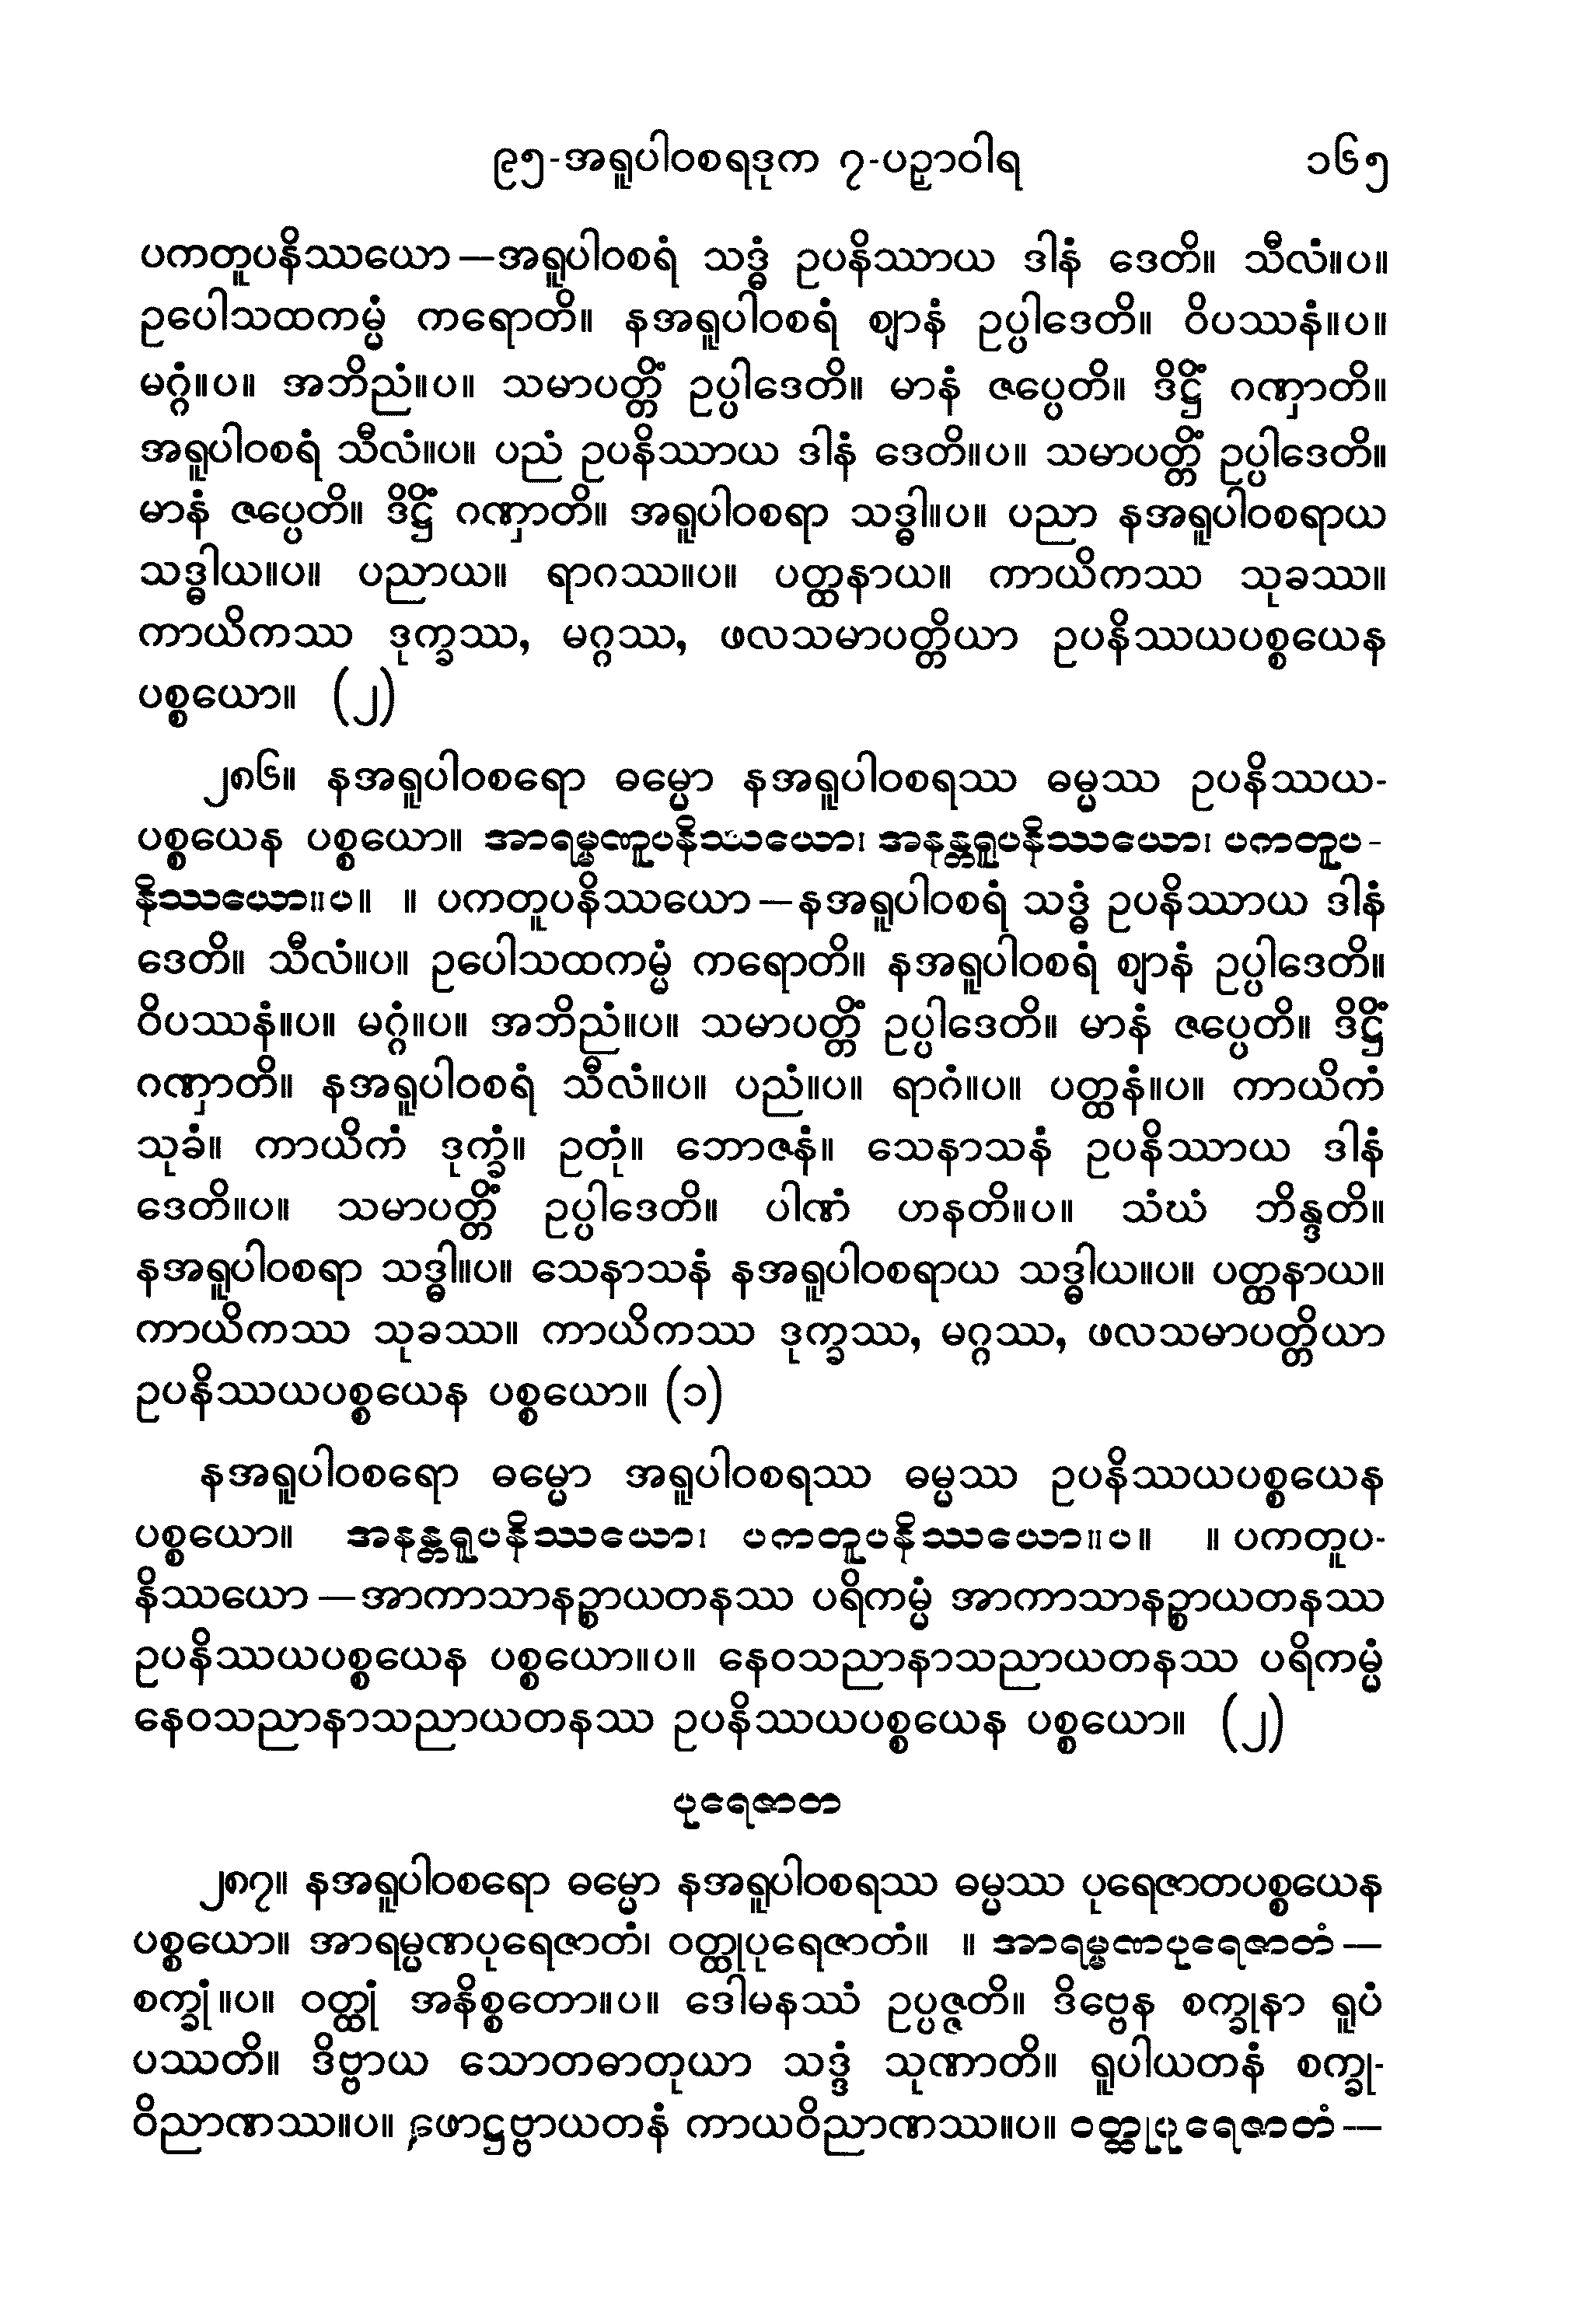 ၉၅-အရူပါဝစရဒုက ၇-ပဉှာဝါရ ၁၆၅
ပကတူပနိဿယော—အရူပါဝစရံ သဒ္ဓံ ဥပနိဿာယ ဒါနံ ဒေတိ။ သီလံ။ပ။
ဥပေါသထကမ္မံ ကရောတိ။ နအရူပါဝစရံ ဈာနံ ဥပ္ပါဒေတိ။ ဝိပဿနံ။ပ။
မဂ္ဂံ။ပ။ အဘိညံ။ပ။ သမာပတ္တိံ ဥပ္ပါဒေတိ။ မာနံ ဇပ္ပေတိ။ ဒိဋ္ဌိံ ဂဏှာတိ။
အရူပါဝစရံ သီလံ။ပ။ ပညံ ဥပနိဿာယ ဒါနံ ဒေတိ။ပ။ သမာပတ္တိံ ဥပ္ပါဒေတိ။
မာနံ ဇပ္ပေတိ။ ဒိဋ္ဌိံ ဂဏှာတိ။ အရူပါဝစရာ သဒ္ဓါ။ပ။ ပညာ နအရူပါဝစရာယ
သဒ္ဓါယ။ပ။ ပညာယ။ ရာဂဿ။ပ။ ပတ္ထနာယ။ ကာယိကဿ သုခဿ။
ကာယိကဿ ဒုက္ခဿ, မဂ္ဂဿ, ဖလသမာပတ္တိယာ ဥပနိဿယပစ္စယေန
ပစ္စယော။ (၂)
၂၈၆။ နအရူပါဝစရော ဓမ္မော နအရူပါဝစရဿ ဓမ္မဿ ဥပနိဿယ-
ပစ္စယေန ပစ္စယော။ အာရမ္မဏူပနိဿယော၊ အနန္တရူပနိဿယော၊ ပကတူပ-
နိဿယော။ပ။ ။ ပကတူပနိဿယော—နအရူပါဝစရံ သဒ္ဓံ ဥပနိဿာယ ဒါနံ
ဒေတိ။ သီလံ။ပ။ ဥပေါသထကမ္မံ ကရောတိ။ နအရူပါဝစရံ ဈာနံ ဥပ္ပါဒေတိ။
ဝိပဿနံ။ပ။ မဂ္ဂံ။ပ။ အဘိညံ။ပ။ သမာပတ္တိံ ဥပ္ပါဒေတိ။ မာနံ ဇပ္ပေတိ။ ဒိဋ္ဌိံ
ဂဏှာတိ။ နအရူပါဝစရံ သီလံ။ပ။ ပညံ။ပ။ ရာဂံ။ပ။ ပတ္ထနံ။ပ။ ကာယိကံ
သုခံ။ ကာယိကံ ဒုက္ခံ။ ဥတုံ။ ဘောဇနံ။ သေနာသနံ ဥပနိဿာယ ဒါနံ
ဒေတိ။ပ။ သမာပတ္တိံ ဥပ္ပါဒေတိ။ ပါဏံ ဟနတိ။ပ။ သံဃံ ဘိန္ဒတိ။
နအရူပါဝစရာ သဒ္ဓါ။ပ။ သေနာသနံ နအရူပါဝစရာယ သဒ္ဓါယ။ပ။ ပတ္ထနာယ။
ကာယိကဿ သုခဿ။ ကာယိကဿ ဒုက္ခဿ, မဂ္ဂဿ, ဖလသမာပတ္တိယာ
ဥပနိဿယပစ္စယေန ပစ္စယော။ (၁)
နအရူပါဝစရော ဓမ္မော အရူပါဝစရဿ ဓမ္မဿ ဥပနိဿယပစ္စယေန
ပစ္စယော။ အနန္တရူပနိဿယော၊ ပကတူပနိဿယော။ပ။ ။ ပကတူပ-
နိဿယော—အာကာသာနဉ္စာယတနဿ ပရိကမ္မံ အာကာသာနဉ္စာယတနဿ
ဥပနိဿယပစ္စယေန ပစ္စယော။ပ။ နေဝသညာနာသညာယတနဿ ပရိကမ္မံ
နေဝသညာနာသညာယတနဿ ဥပနိဿယပစ္စယေန ပစ္စယော။ (၂)
ပုရေဇာတ
၂၈၇။ နအရူပါဝစရော ဓမ္မော နအရူပါဝစရဿ ဓမ္မဿ ပုရေဇာတပစ္စယေန
ပစ္စယော။ အာရမ္မဏပုရေဇာတံ၊ ဝတ္ထုပုရေဇာတံ။ ။ အာရမ္မဏပုရေဇာတံ—
စက္ခုံ။ပ။ ဝတ္ထုံ အနိစ္စတော။ပ။ ဒေါမနဿံ ဥပ္ပဇ္ဇတိ။ ဒိဗ္ဗေန စက္ခုနာ ရူပံ
ပဿတိ။ ဒိဗ္ဗာယ သောတဓာတုယာ သဒ္ဒံ သုဏာတိ။ ရူပါယတနံ စက္ခု-
ဝိညာဏဿ။ပ။ ဖောဋ္ဌဗ္ဗာယတနံ ကာယဝိညာဏဿ။ပ။ ဝတ္ထုပုရေဇာတံ—